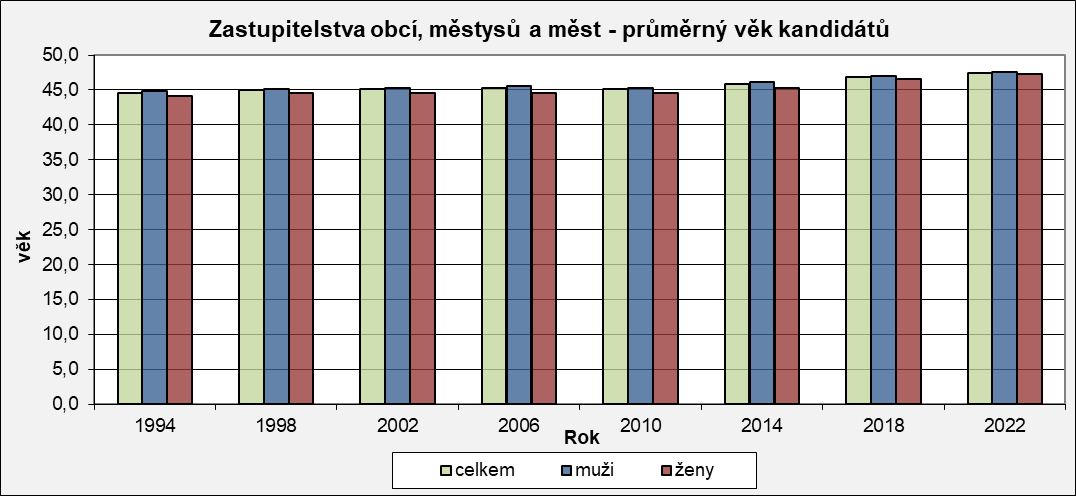 Zastupitelstva obcí, městysů a měst - průměrný věk kandidátů
50,0
45,0
40,0
35,0
30,0
25,0
20,0
15,0
10,0
5,0
0,0
věk
1994 1998 2002 2006 2010 2014 2018 2022
Rok
celkem muži ženy